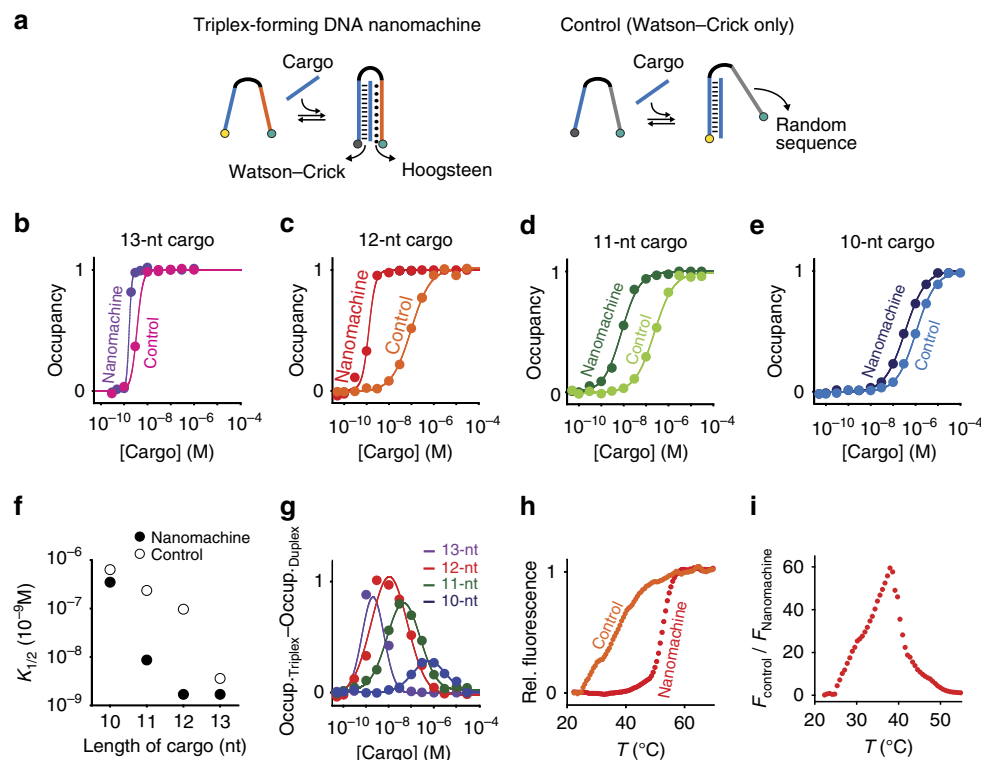 a
Triplex-forming DNA nanomachine
Control (Watson–Crick only)
Cargo
Cargo
Watson–Crick
Hoogsteen
Random
sequence
b
13-nt cargo
1
0
Occupancy
Nanomachine
Control
10⁻¹⁰ 10⁻⁸ 10⁻⁶ 10⁻⁴
[Cargo] (M)
c
12-nt cargo
1
0
Occupancy
Nanomachine
Control
10⁻¹⁰ 10⁻⁸ 10⁻⁶ 10⁻⁴
[Cargo] (M)
d
11-nt cargo
1
0
Occupancy
Nanomachine
Control
10⁻¹⁰ 10⁻⁸ 10⁻⁶ 10⁻⁴
[Cargo] (M)
e
10-nt cargo
1
0
Occupancy
Nanomachine
Control
10⁻¹⁰ 10⁻⁸ 10⁻⁶ 10⁻⁴
[Cargo] (M)
f
Nanomachine
Control
10⁻⁶
10⁻⁷
10⁻⁸
10⁻⁹
K1/2 (10⁻⁹M)
10 11 12 13
Length of cargo (nt)
g
13-nt
12-nt
11-nt
10-nt
1
0
Occup.Triplex–Occup.Duplex
10⁻¹⁰ 10⁻⁸ 10⁻⁶ 10⁻⁴
[Cargo] (M)
h
1
0
Rel. fluorescence
Control
Nanomachine
20 40 60
T (°C)
i
60
40
20
0
Fcontrol / FNanomachine
20 30 40 50
T (°C)